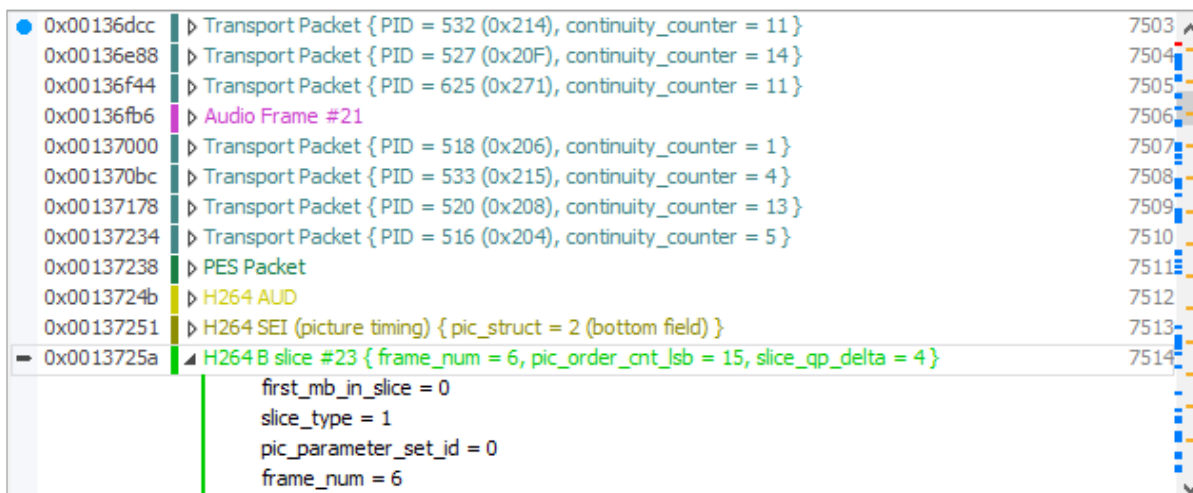 0x00136dcc Transport Packet { PID = 532 (0x214), continuity_counter = 11 } 7503
0x00136e88 Transport Packet { PID = 527 (0x20F), continuity_counter = 14 } 7504
0x00136f44 Transport Packet { PID = 625 (0x271), continuity_counter = 11 } 7505
0x00136fb6 Audio Frame #21 7506
0x00137000 Transport Packet { PID = 518 (0x206), continuity_counter = 1 } 7507
0x001370bc Transport Packet { PID = 533 (0x215), continuity_counter = 4 } 7508
0x00137178 Transport Packet { PID = 520 (0x208), continuity_counter = 13 } 7509
0x00137234 Transport Packet { PID = 516 (0x204), continuity_counter = 5 } 7510
0x00137238 PES Packet 7511
0x0013724b H264 AUD 7512
0x00137251 H264 SEI (picture timing) { pic_struct = 2 (bottom field) } 7513
0x0013725a H264 B slice #23 { frame_num = 6, pic_order_cnt_lsb = 15, slice_qp_delta = 4 } 7514
first_mb_in_slice = 0
slice_type = 1
pic_parameter_set_id = 0
frame_num = 6